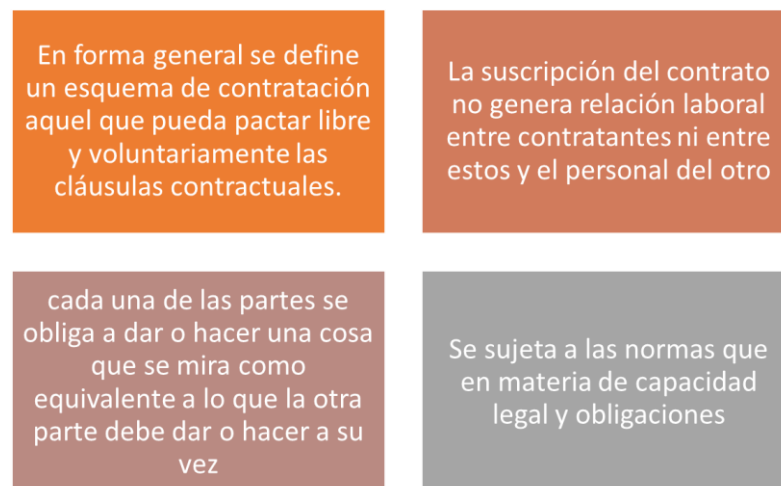 En forma general se define
un esquema de contratación
aquel que pueda pactar libre
y voluntariamente las
cláusulas contractuales.
La suscripción del contrato
no genera relación laboral
entre contratantes ni entre
estos y el personal del otro
cada una de las partes se
obliga a dar o hacer una cosa
que se mira como
equivalente a lo que la otra
parte debe dar o hacer a su
vez
Se sujeta a las normas que
en materia de capacidad
legal y obligaciones